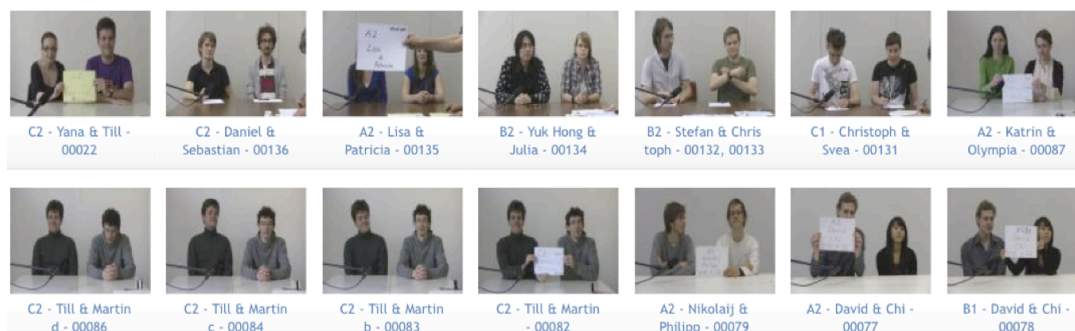 A2
Lisa
&
Patricia
C2 - Yana & Till -
00022
C2 - Daniel &
Sebastian - 00136
A2 - Lisa &
Patricia - 00135
B2 - Yuk Hong &
Julia - 00134
B2 - Stefan & Chris
toph - 00132, 00133
C1 - Christoph &
Svea - 00131
A2 - Katrin &
Olympia - 00087
C2 - Till & Martin
d - 00086
C2 - Till & Martin
c - 00084
C2 - Till & Martin
b - 00083
C2 - Till & Martin
- 00082
A2 - Nikolaij &
Philipp - 00079
A2 - David & Chi -
00077
B1 - David & Chi -
00078